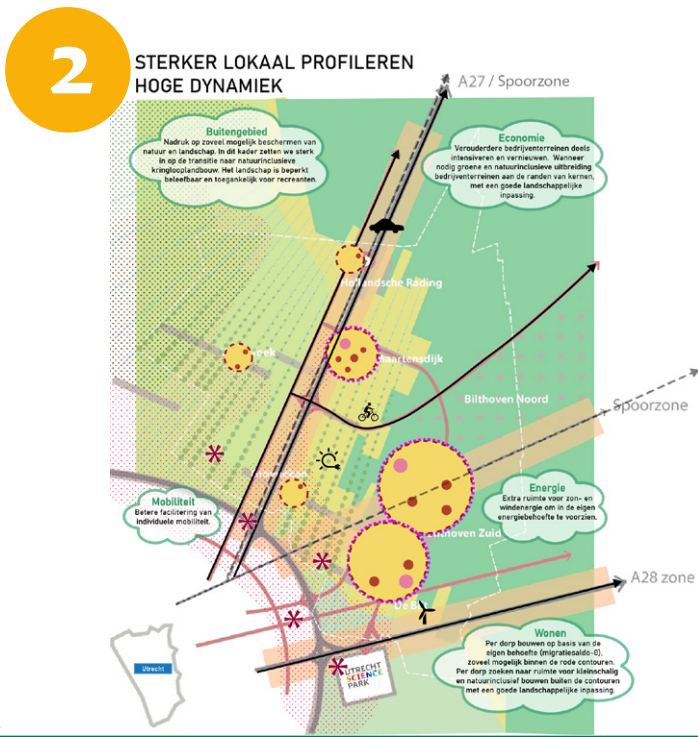 2
STERKER LOKAAL PROFILEREN
HOGE DYNAMIEK
A27 / Spoorzone
Buitengebied
Nadruk op zoveel mogelijk beschermen van
natuur en landschap. In dit kader zetten we sterk
in op de transitie naar natuurinclusieve
kringlooplandbouw. Het landschap is beperkt
beleefbaar en toegankelijk voor recreanten.
Economie
Verouderdere bedrijventerreinen deels
intensiveren en vernieuwen. Wanneer
nodig groene en natuurinclusieve uitbreiding
bedrijventerreinen aan de randen van kernen,
met een goede landschappelijke
inpassing.
Hollandsche Rading
aartensdijk
Bilthoven Noord
Spoorzone
Mobiliteit
Betere facilitering van
individuele mobiliteit.
Energie
Extra ruimte voor zon- en
windenergie om in de eigen
energiebehoefte te voorzien.
thoven Zuid
A28 zone
De B
Wonen
Per dorp bouwen op basis van de
eigen behoefte (migratiesaldo-0),
zoveel mogelijk binnen de rode contouren.
Per dorp zoeken naar ruimte voor kleinschalig
en natuurinclusief bouwen buiten de contouren
met een goede landschappelijke inpassing.
Utrecht
UTRECHT
SCIENCE
PARK